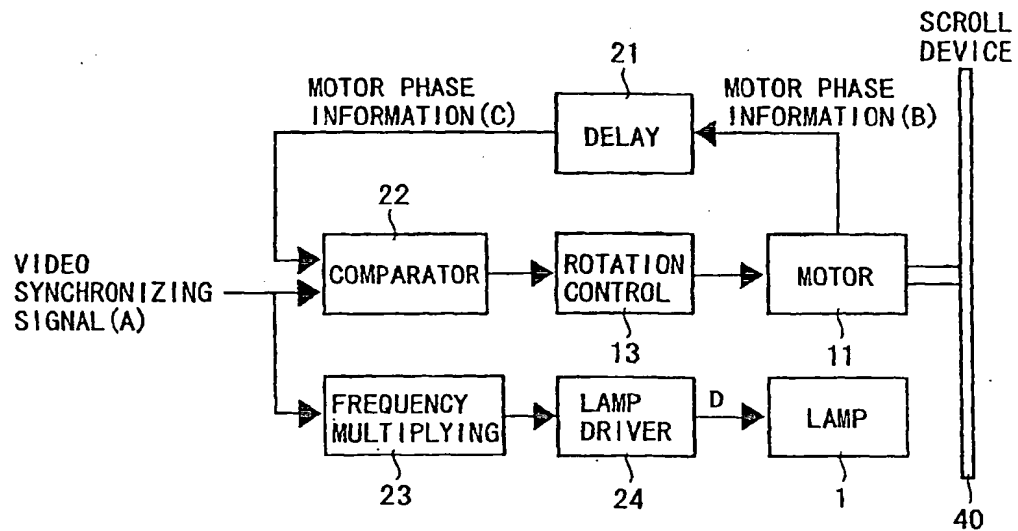 SCROLL
DEVICE
21
MOTOR PHASE
INFORMATION(C)
MOTOR PHASE
INFORMATION(B)
DELAY
22
VIDEO
SYNCHRONIZING
SIGNAL(A)
COMPARATOR
ROTATION
CONTROL
MOTOR
13
11
FREQUENCY
MULTIPLYING
LAMP
DRIVER
D
LAMP
23
24
1
40